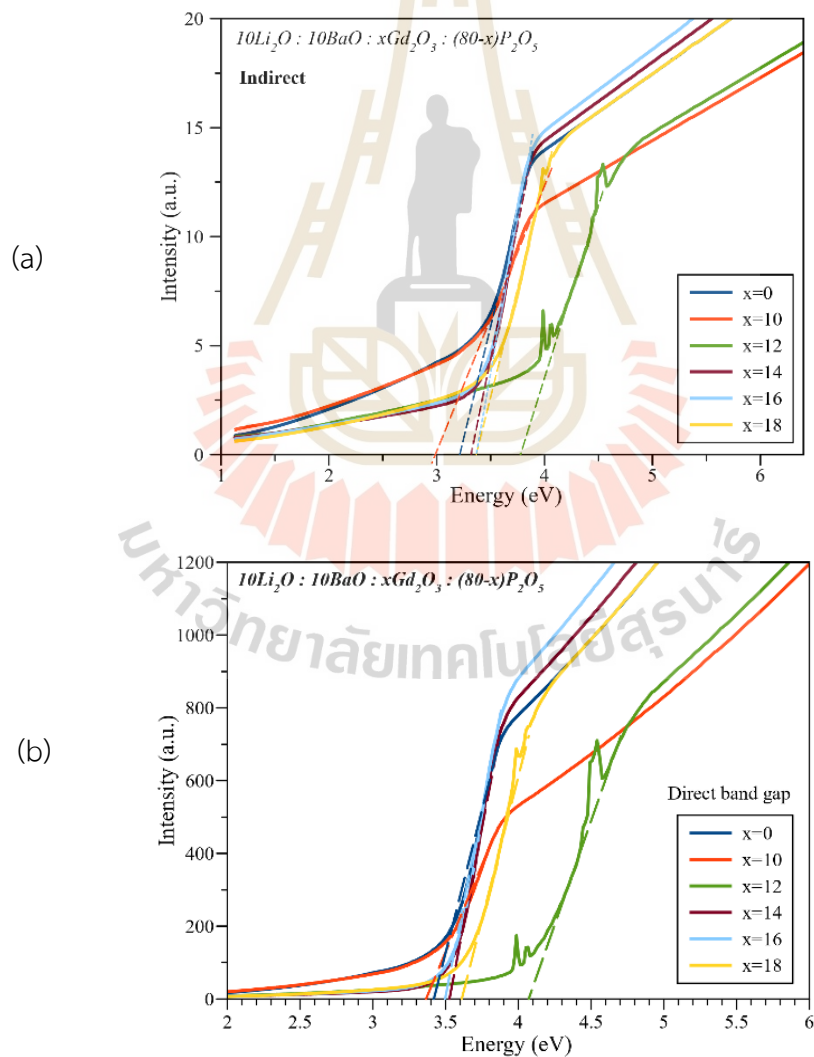 20
10Li₂O : 10BaO : xGd₂O₃ : (80-x)P₂O₅
Indirect
15
10
5
0
Intensity (a.u.)
(a)
x=0
x=10
x=12
x=14
x=16
x=18
1 2 3 4 5 6
Energy (eV)
มหาวิทยาลัยเทคโนโลยีสุรนารี
1200
10Li₂O : 10BaO : xGd₂O₃ : (80-x)P₂O₅
1000
800
600
400
200
0
Intensity (a.u.)
(b)
Direct band gap
x=0
x=10
x=12
x=14
x=16
x=18
2 2.5 3 3.5 4 4.5 5 5.5 6
Energy (eV)